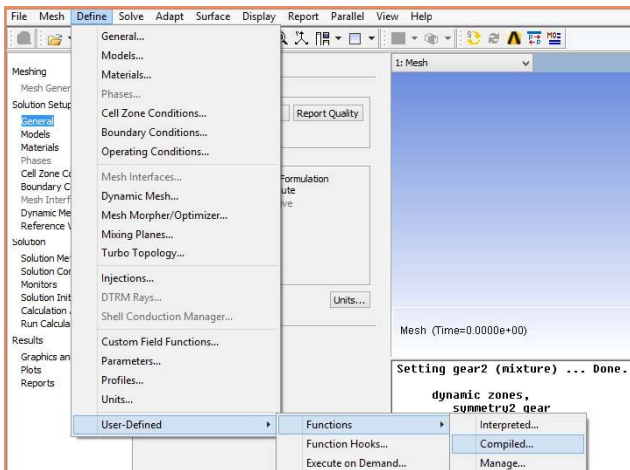 File Mesh Define Solve Adapt Surface Display Report Parallel View Help
General...
Models...
Materials...
Phases...
Cell Zone Conditions...
Boundary Conditions...
Operating Conditions...
Mesh Interfaces...
Dynamic Mesh...
Mesh Morpher/Optimizer...
Mixing Planes...
Turbo Topology...
Injections...
DTRM Rays...
Shell Conduction Manager...
Custom Field Functions...
Parameters...
Profiles...
Units...
User-Defined
Functions
Function Hooks...
Execute on Demand...
Interpreted...
Compiled...
Manage...
Meshing
Mesh Gener
Solution Setup
General
Models
Materials
Phases
Cell Zone Co
Boundary C
Mesh Interf
Dynamic Me
Reference V
Solution
Solution Me
Solution Cor
Monitors
Solution Init
Calculation
Run Calcula
Results
Graphics an
Plots
Reports
Report Quality
Formulation
ute
ve
Units...
1: Mesh
Mesh (Time=0.0000e+00)
Setting gear2 (mixture) ... Done.
dynamic zones,
symmetry2 gear